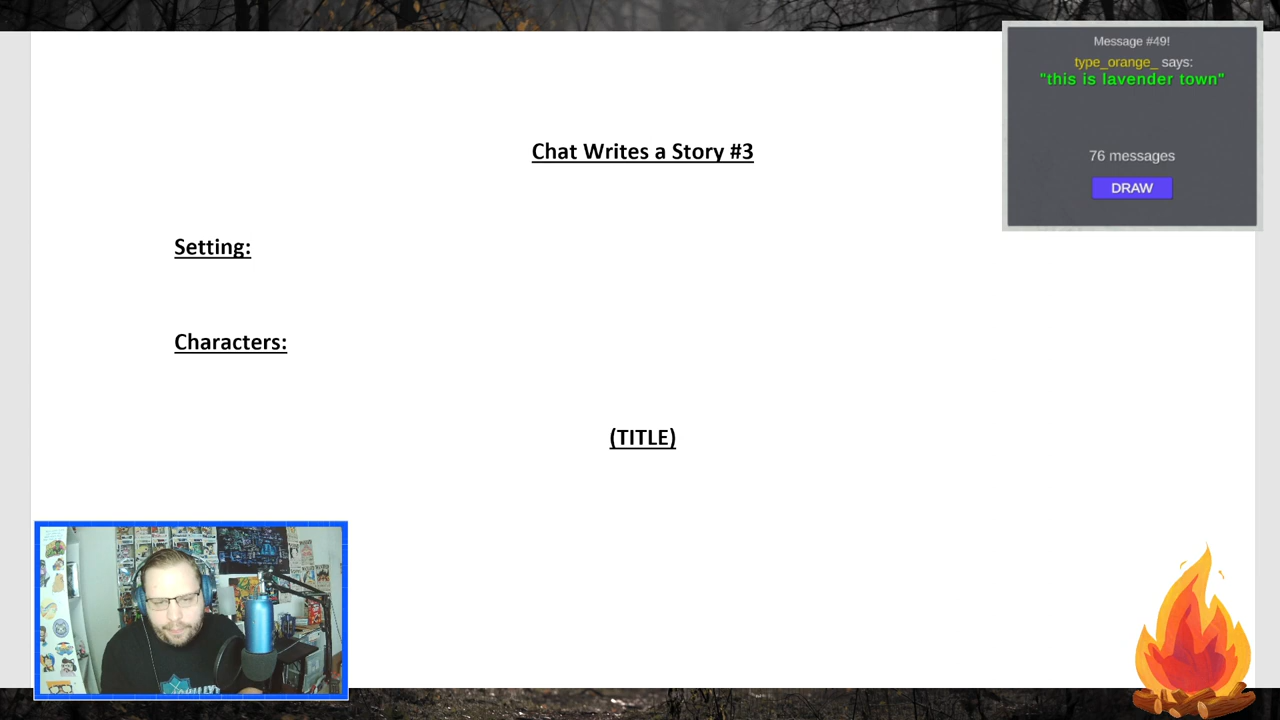 Message #49!
type_orange_ says:
"this is lavender town"
76 messages
DRAW
Chat Writes a Story #3
Setting:
Characters:
(TITLE)